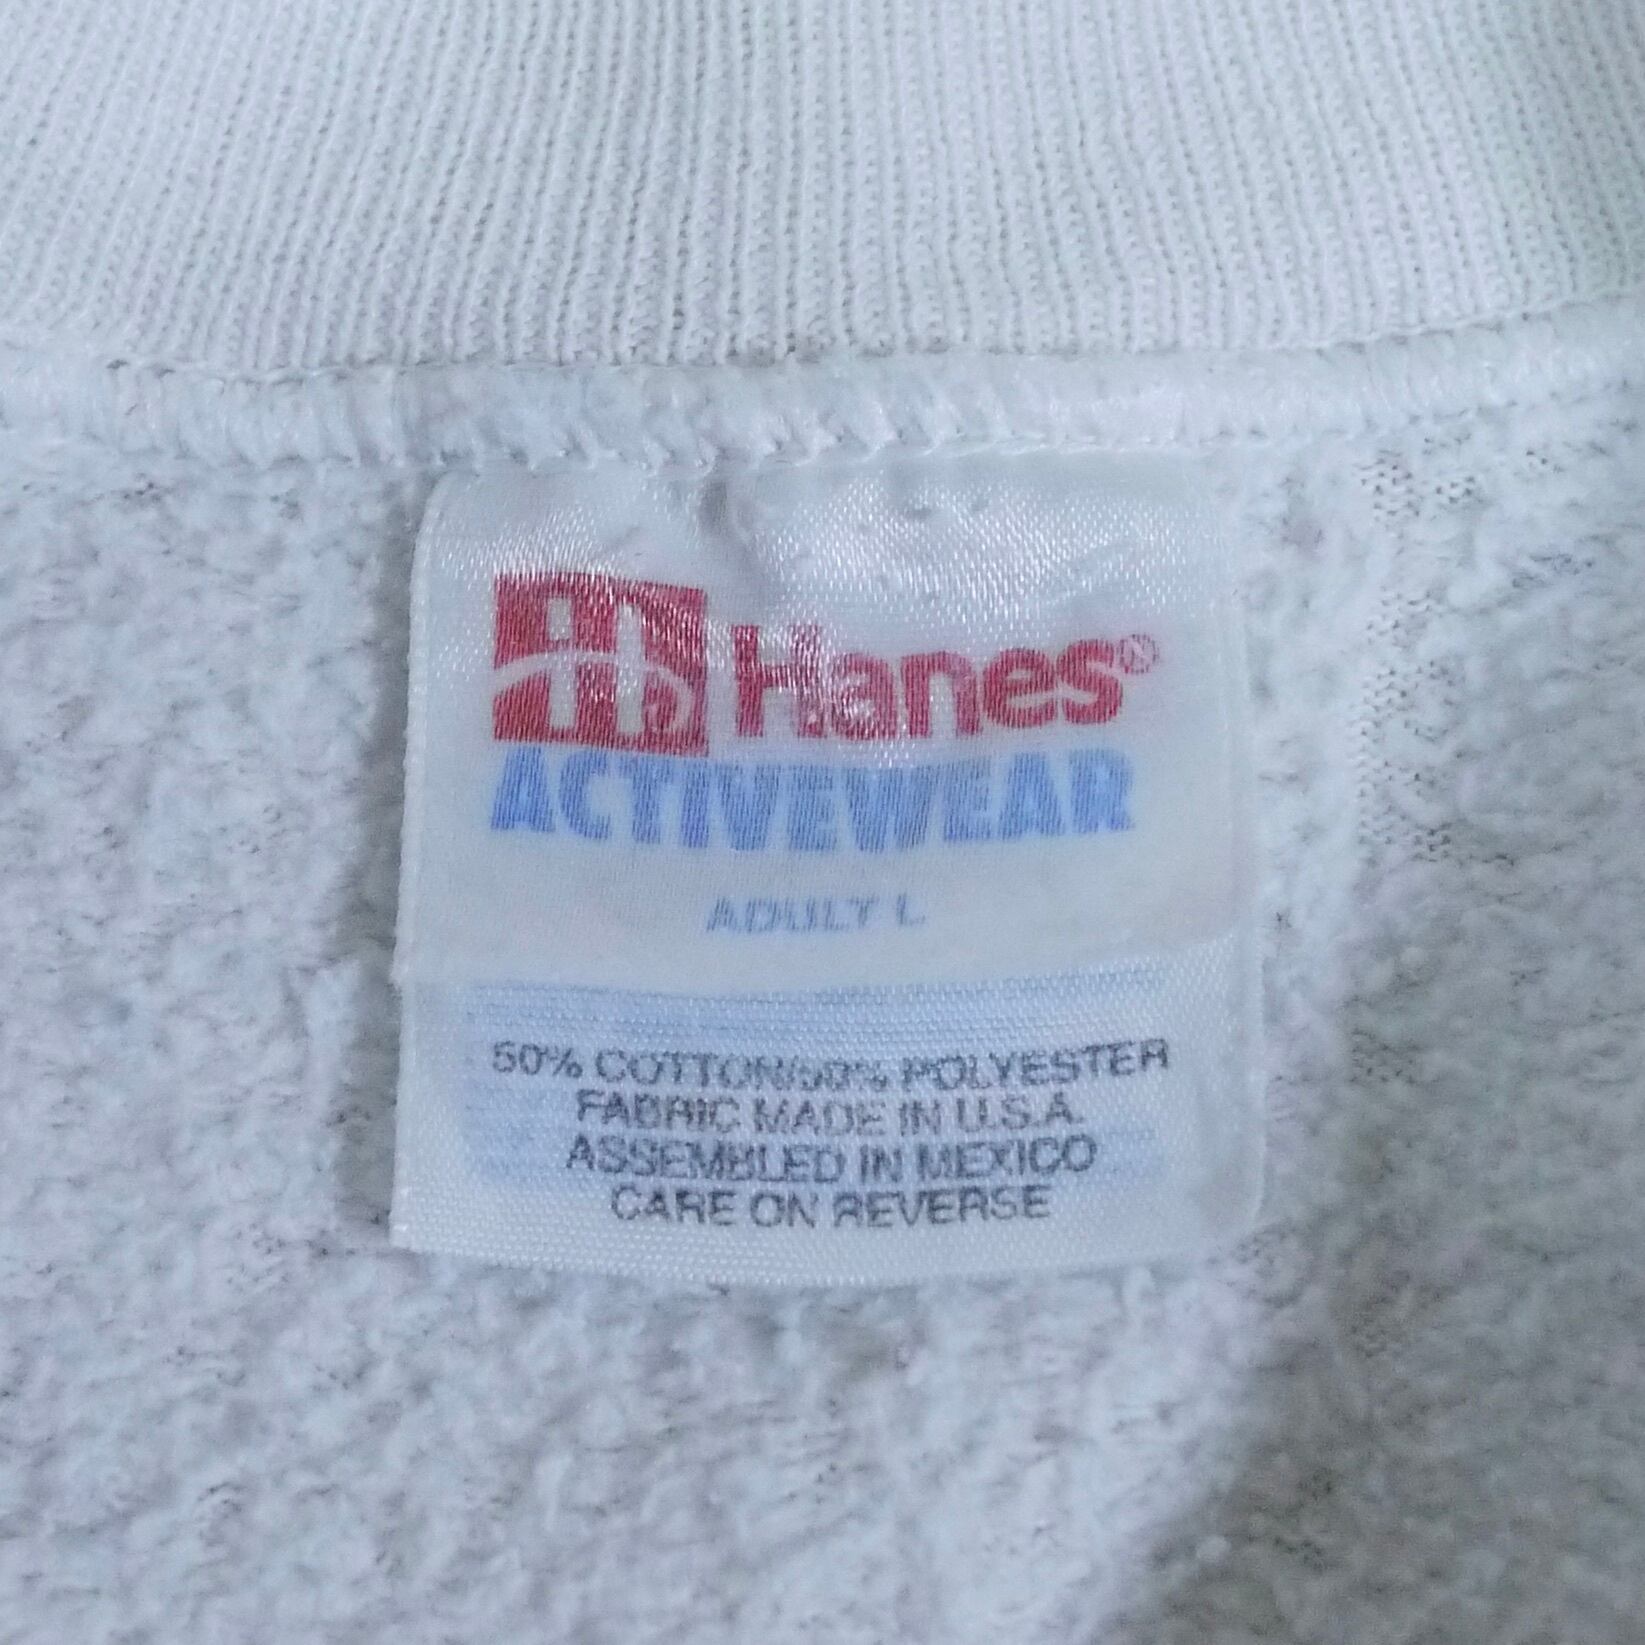 Hanes®
ACTIVEWEAR
ADULT L
50% COTTON/50% POLYESTER
FABRIC MADE IN U.S.A.
ASSEMBLED IN MEXICO
CARE ON REVERSE